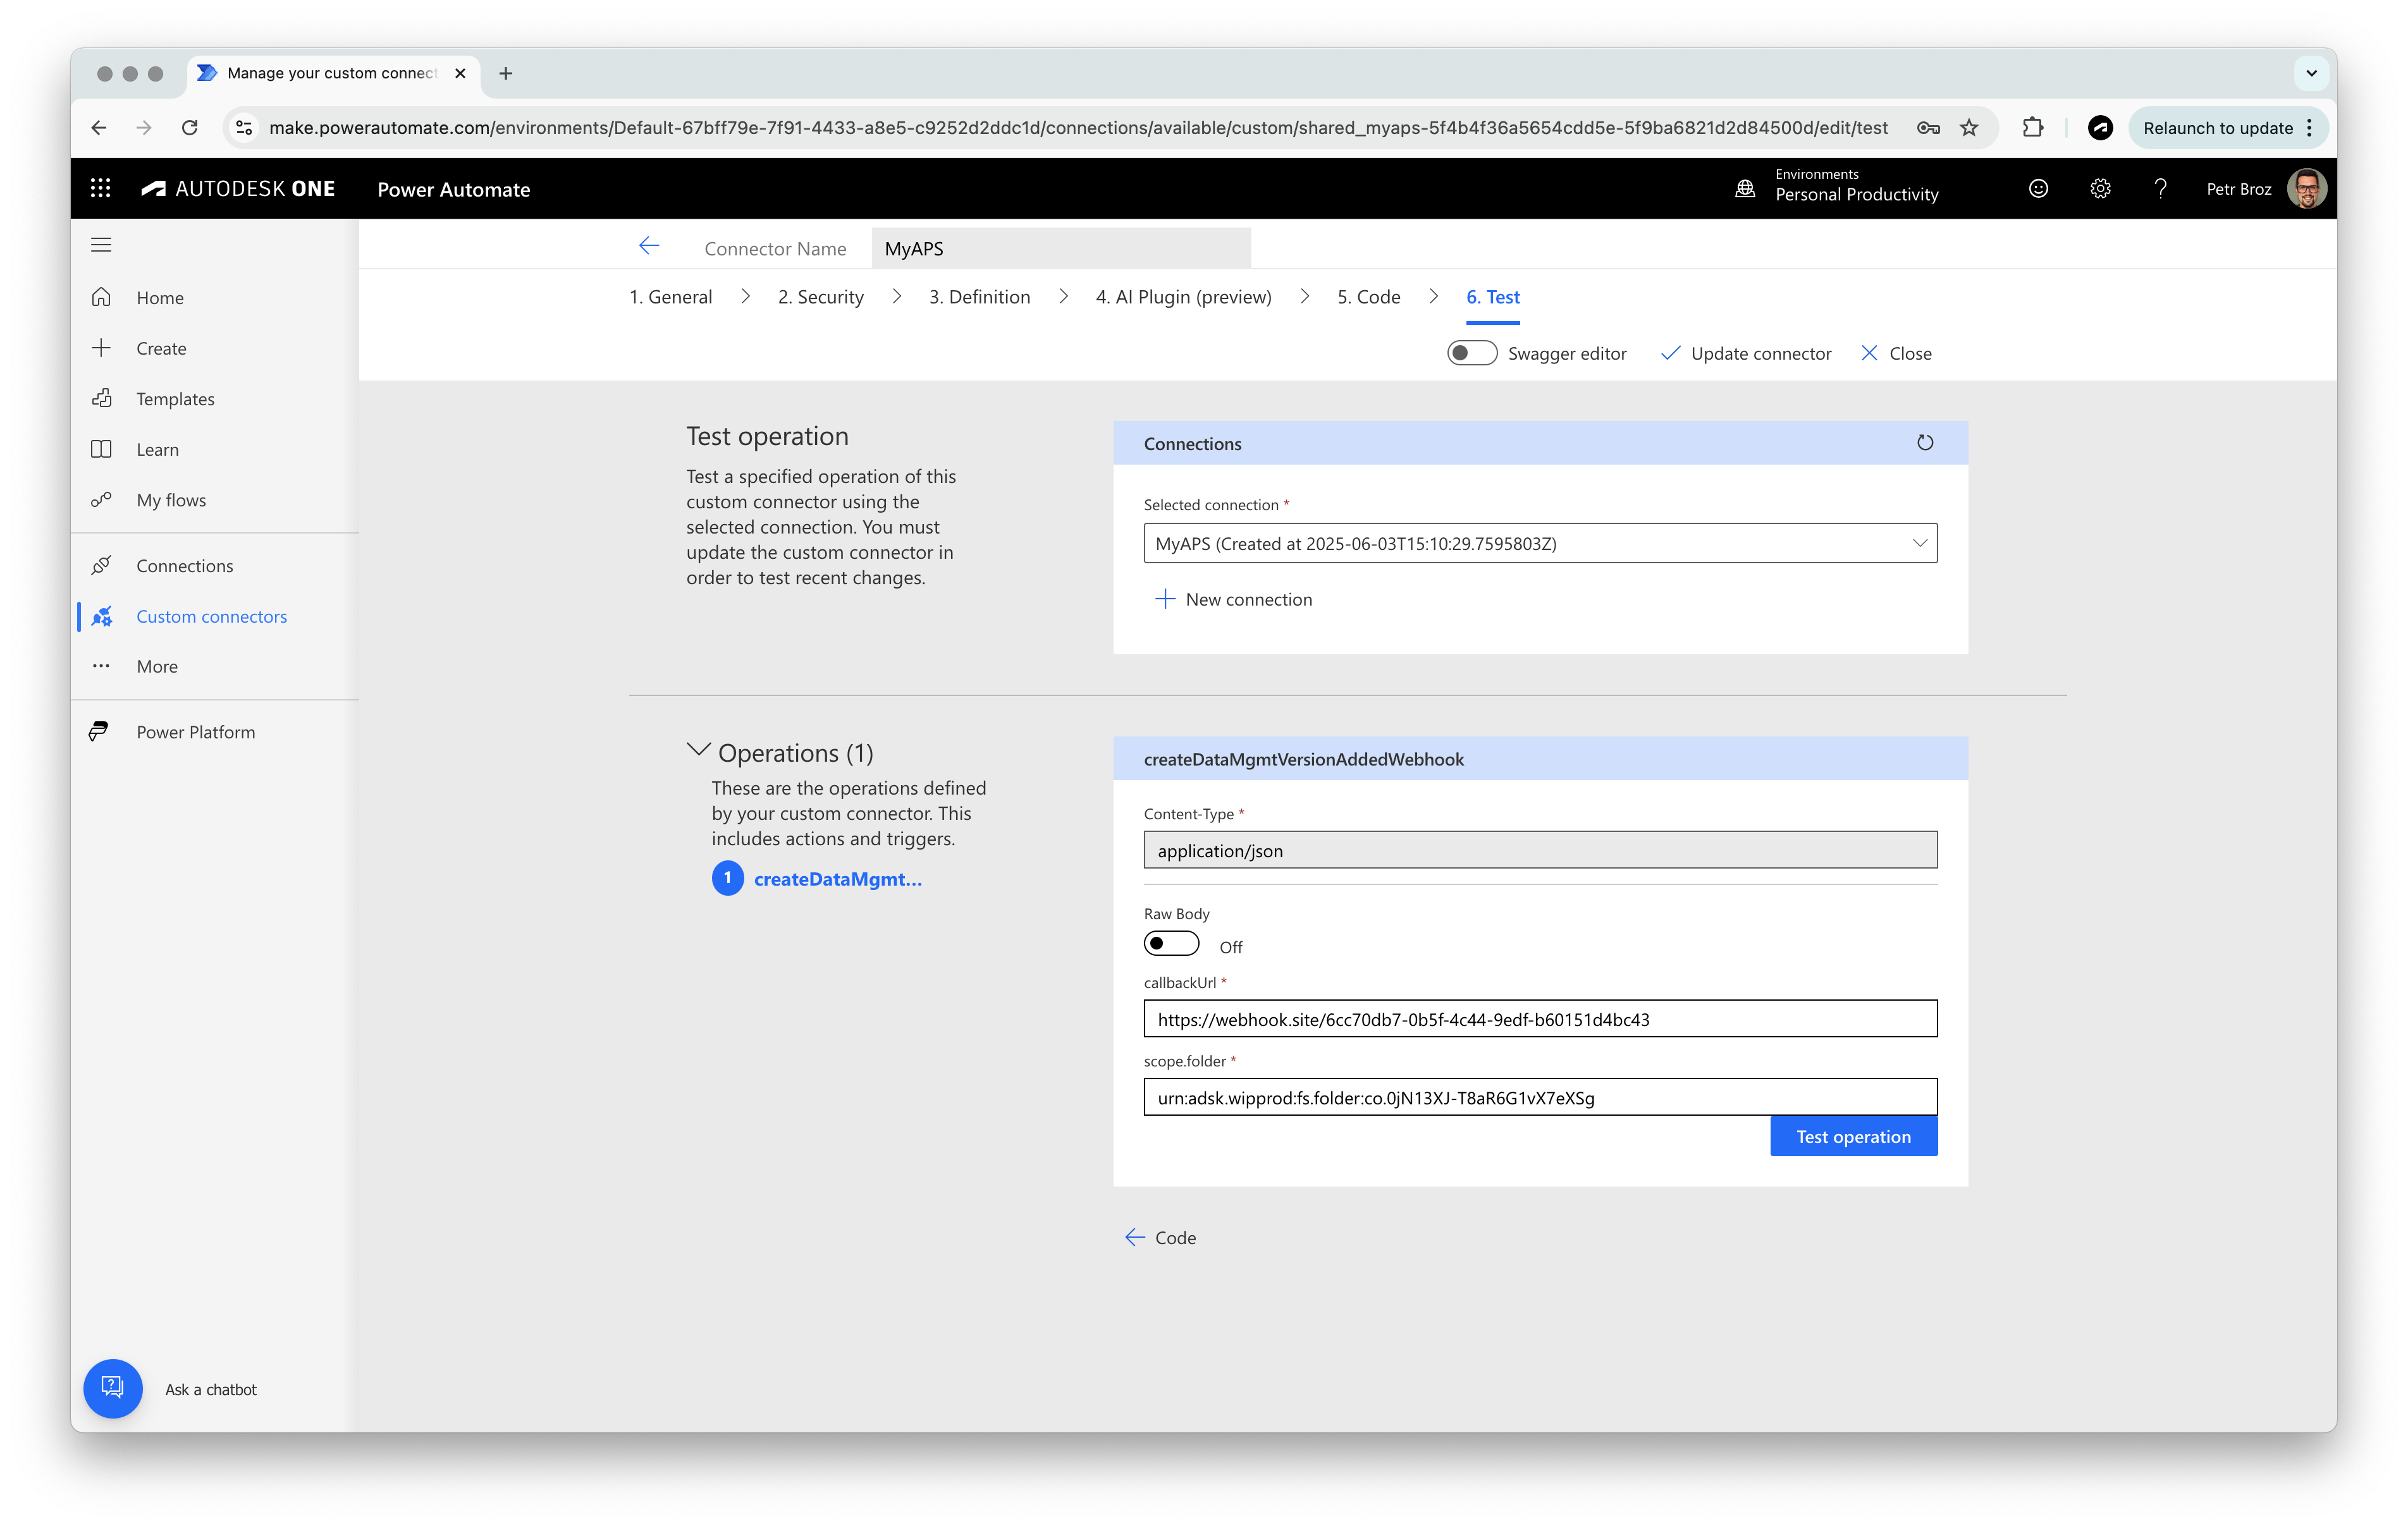 Manage your custom connect
make.powerautomate.com/environments/Default-67bff79e-7f91-4433-a8e5-c9252d2ddc1d/connections/available/custom/shared_myaps-5f4b4f36a5654cdd5e-5f9ba6821d2d84500d/edit/test
Relaunch to update
AUTODESK ONE
Power Automate
Environments
Personal Productivity
Petr Broz
Home
Create
Templates
Learn
My flows
Connections
Custom connectors
More
Power Platform
Ask a chatbot
Connector Name
MyAPS
1. General
2. Security
3. Definition
4. AI Plugin (preview)
5. Code
6. Test
Swagger editor
Update connector
Close
Test operation
Test a specified operation of this
custom connector using the
selected connection. You must
update the custom connector in
order to test recent changes.
Connections
Selected connection *
MyAPS (Created at 2025-06-03T15:10:29.7595803Z)
New connection
Operations (1)
These are the operations defined
by your custom connector. This
includes actions and triggers.
1 createDataMgmt...
createDataMgmtVersionAddedWebhook
Content-Type *
application/json
Raw Body
Off
callbackUrl *
https://webhook.site/6cc70db7-0b5f-4c44-9edf-b60151d4bc43
scope.folder *
urn:adsk.wipprod:fs.folder:co.0jN13XJ-T8aR6G1vX7eXSg
Test operation
Code